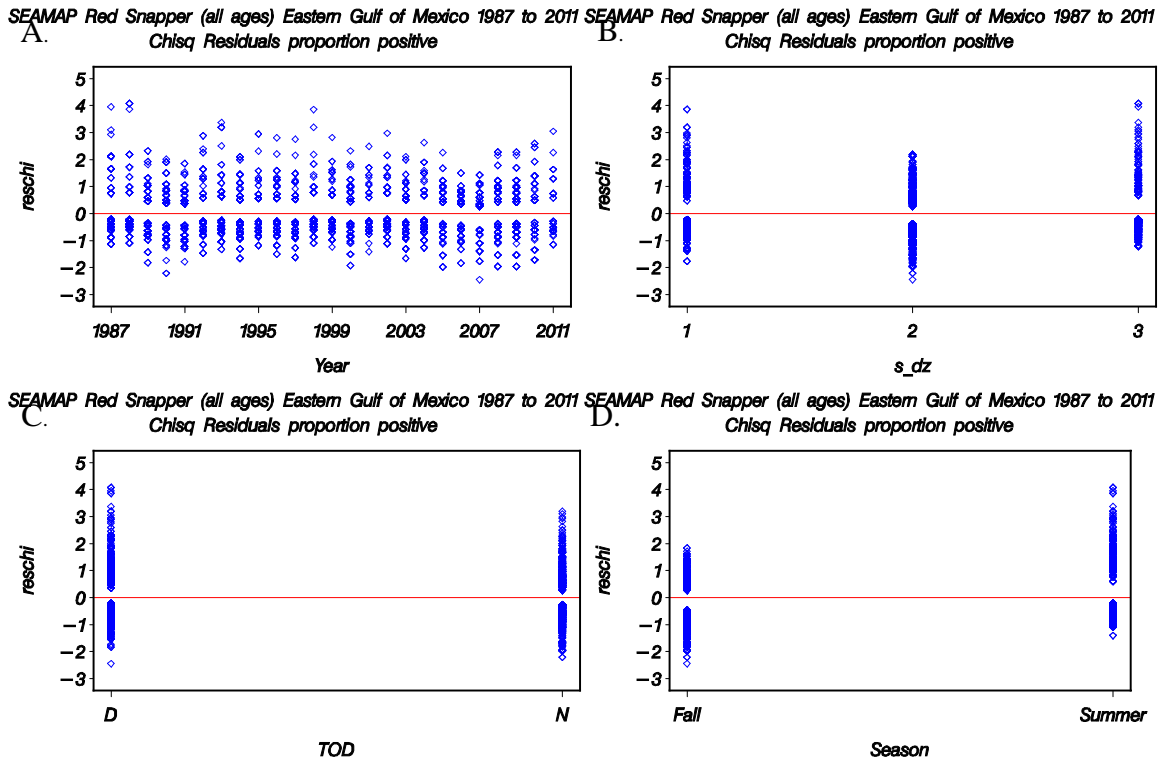 SEAMAP Red Snapper (all ages) Eastern Gulf of Mexico 1987 to 2011
A.
Chisq Residuals proportion positive
5
4
3
2
1
0
−1
−2
−3
reschi
1987 1991 1995 1999 2003 2007 2011
Year
SEAMAP Red Snapper (all ages) Eastern Gulf of Mexico 1987 to 2011
B.
Chisq Residuals proportion positive
5
4
3
2
1
0
−1
−2
−3
reschi
1 2 3
s_dz
SEAMAP Red Snapper (all ages) Eastern Gulf of Mexico 1987 to 2011
C.
Chisq Residuals proportion positive
5
4
3
2
1
0
−1
−2
−3
reschi
D N
TOD
SEAMAP Red Snapper (all ages) Eastern Gulf of Mexico 1987 to 2011
D.
Chisq Residuals proportion positive
5
4
3
2
1
0
−1
−2
−3
reschi
Fall Summer
Season